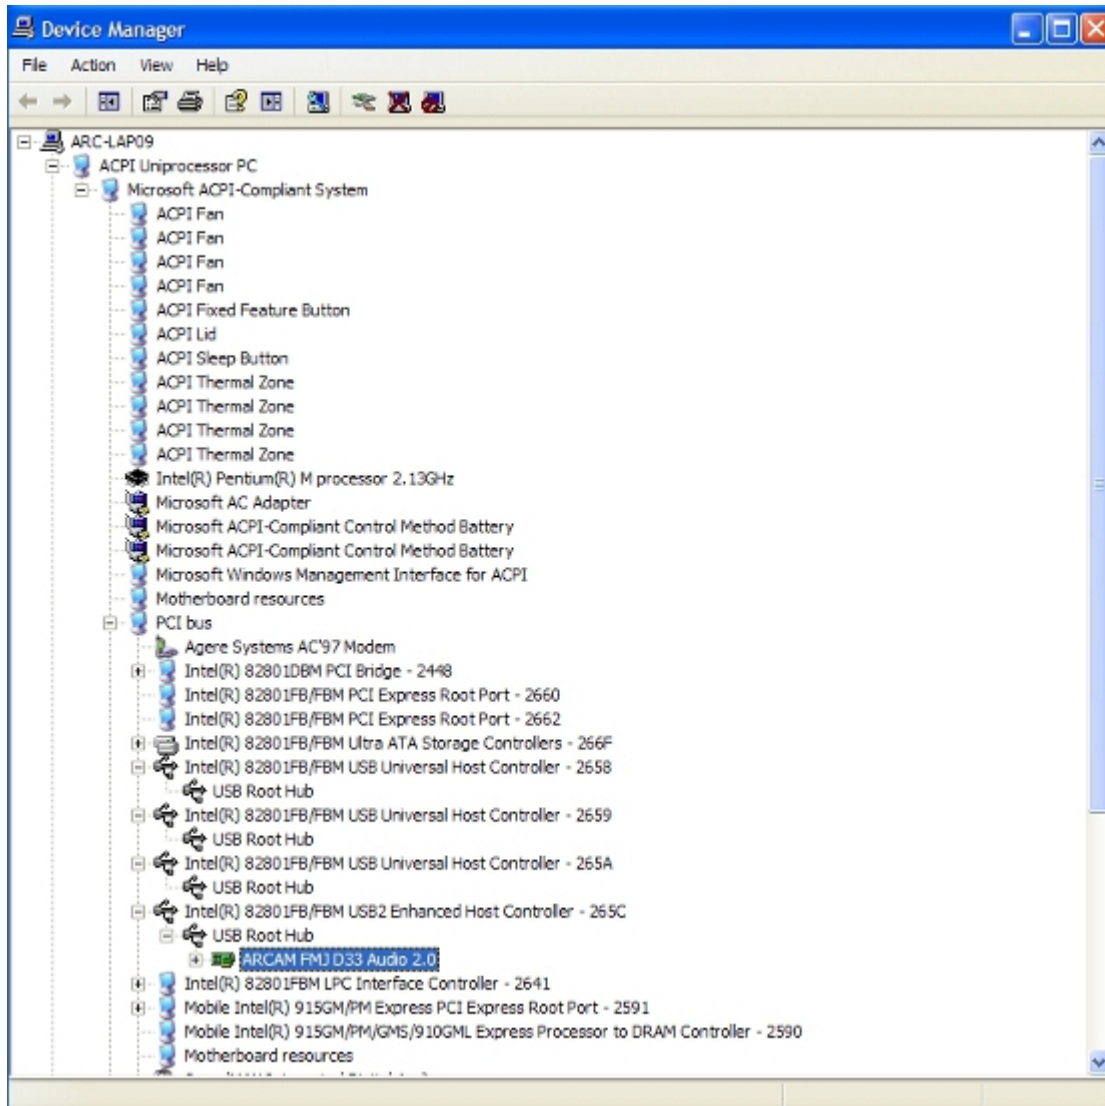 Device Manager
File Action View Help
ARC-LAP09
ACPI Uniprocessor PC
Microsoft ACPI-Compliant System
ACPI Fan
ACPI Fan
ACPI Fan
ACPI Fan
ACPI Fixed Feature Button
ACPI Lid
ACPI Sleep Button
ACPI Thermal Zone
ACPI Thermal Zone
ACPI Thermal Zone
ACPI Thermal Zone
Intel(R) Pentium(R) M processor 2.13GHz
Microsoft AC Adapter
Microsoft ACPI-Compliant Control Method Battery
Microsoft ACPI-Compliant Control Method Battery
Microsoft Windows Management Interface for ACPI
Motherboard resources
PCI bus
Agere Systems AC'97 Modem
Intel(R) 82801DBM PCI Bridge - 2448
Intel(R) 82801FB/FBM PCI Express Root Port - 2660
Intel(R) 82801FB/FBM PCI Express Root Port - 2662
Intel(R) 82801FB/FBM Ultra ATA Storage Controllers - 266F
Intel(R) 82801FB/FBM USB Universal Host Controller - 2658
USB Root Hub
Intel(R) 82801FB/FBM USB Universal Host Controller - 2659
USB Root Hub
Intel(R) 82801FB/FBM USB Universal Host Controller - 265A
USB Root Hub
Intel(R) 82801FB/FBM USB2 Enhanced Host Controller - 265C
USB Root Hub
ARCAM FMJ D33 Audio 2.0
Intel(R) 82801FBM LPC Interface Controller - 2641
Mobile Intel(R) 915GM/PM Express PCI Express Root Port - 2591
Mobile Intel(R) 915GM/PM/GMS/910GML Express Processor to DRAM Controller - 2590
Motherboard resources